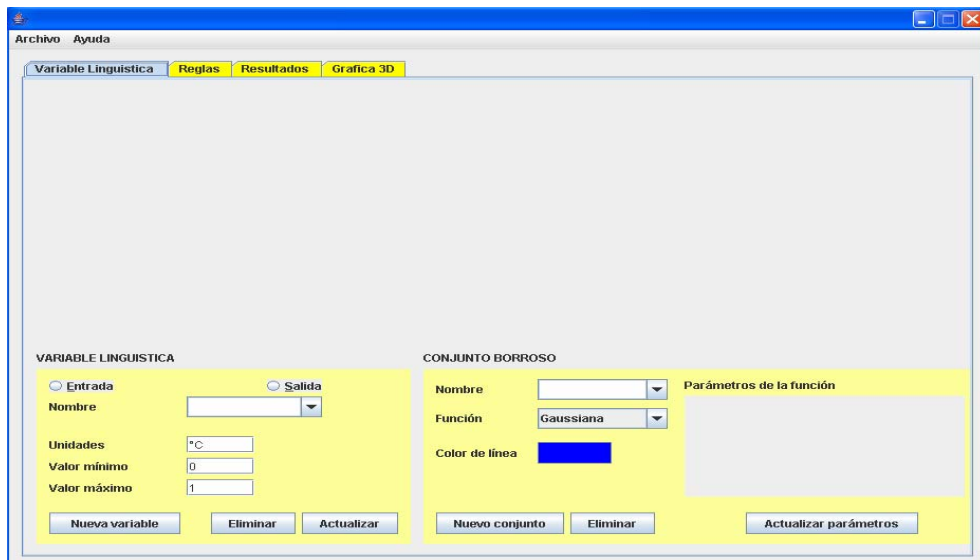 Archivo Ayuda
Variable Linguistica Reglas Resultados Grafica 3D
VARIABLE LINGUISTICA
Entrada Salida
Nombre
Unidades °C
Valor mínimo 0
Valor máximo 1
Nueva variable Eliminar Actualizar
CONJUNTO BORROSO
Nombre
Función Gaussiana
Color de línea
Parámetros de la función
Nuevo conjunto Eliminar Actualizar parámetros